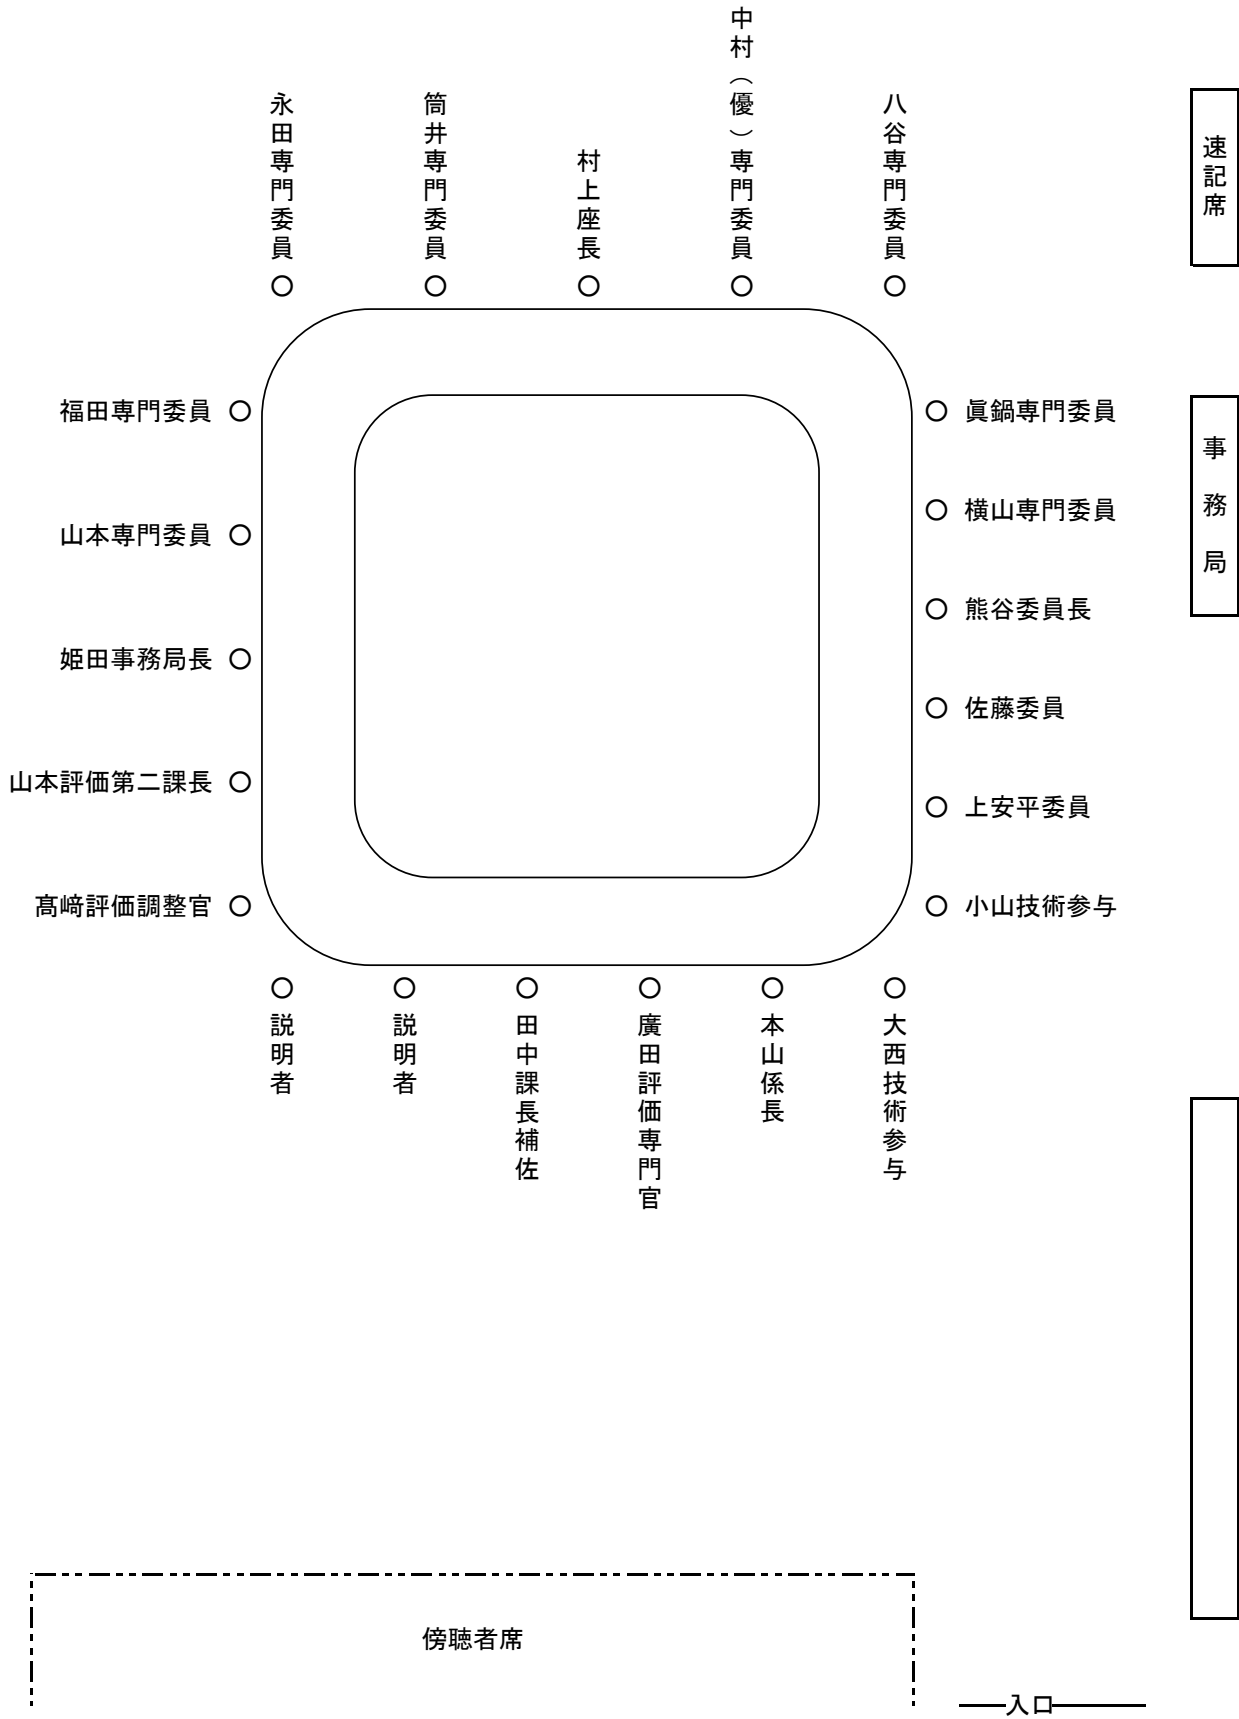 永田専門委員
筒井専門委員
村上座長
中村（優）専門委員
八谷専門委員
速記席
福田専門委員
山本専門委員
姫田事務局長
山本評価第二課長
髙﨑評価調整官
眞鍋専門委員
横山専門委員
熊谷委員長
佐藤委員
上安平委員
小山技術参与
事務局
説明者
説明者
田中課長補佐
廣田評価専門官
本山係長
大西技術参与
傍聴者席
入口